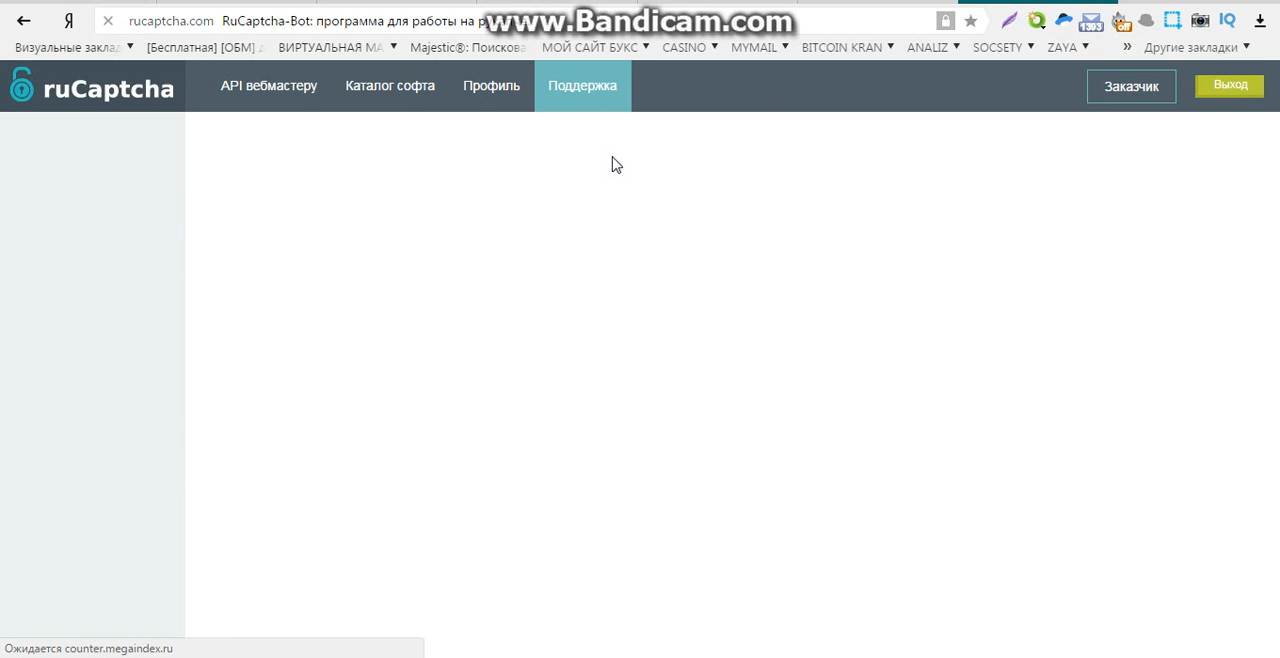 www.Bandicam.com
rucaptcha.com RuCaptcha-Bot: программа для работы на
Визуальные заклад [Бесплатная] [ОБМ] ВИРТУАЛЬНАЯ МА Majestic®: Поискова МОЙ САЙТ БУКС CASINO MYMAIL BITCOIN KRAN ANALIZ SOCSETY ZAYA » Другие закладки
ruCaptcha API вебмастеру Каталог софта Профиль Поддержка Заказчик Выход
Ожидается counter.megaindex.ru